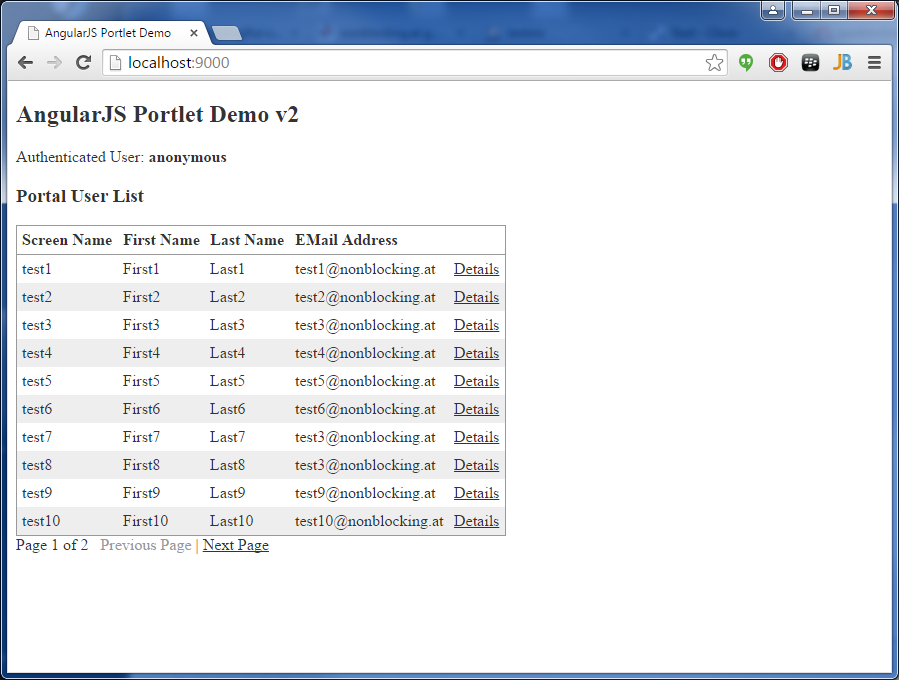 AngularJS Portlet Demo
localhost:9000
JB
AngularJS Portlet Demo v2
Authenticated User: anonymous
Portal User List
Screen Name First Name Last Name EMail Address
test1 First1 Last1 test1@nonblocking.at Details
test2 First2 Last2 test2@nonblocking.at Details
test3 First3 Last3 test3@nonblocking.at Details
test4 First4 Last4 test4@nonblocking.at Details
test5 First5 Last5 test5@nonblocking.at Details
test6 First6 Last6 test6@nonblocking.at Details
test7 First7 Last7 test3@nonblocking.at Details
test8 First8 Last8 test3@nonblocking.at Details
test9 First9 Last9 test9@nonblocking.at Details
test10 First10 Last10 test10@nonblocking.at Details
Page 1 of 2 Previous Page | Next Page